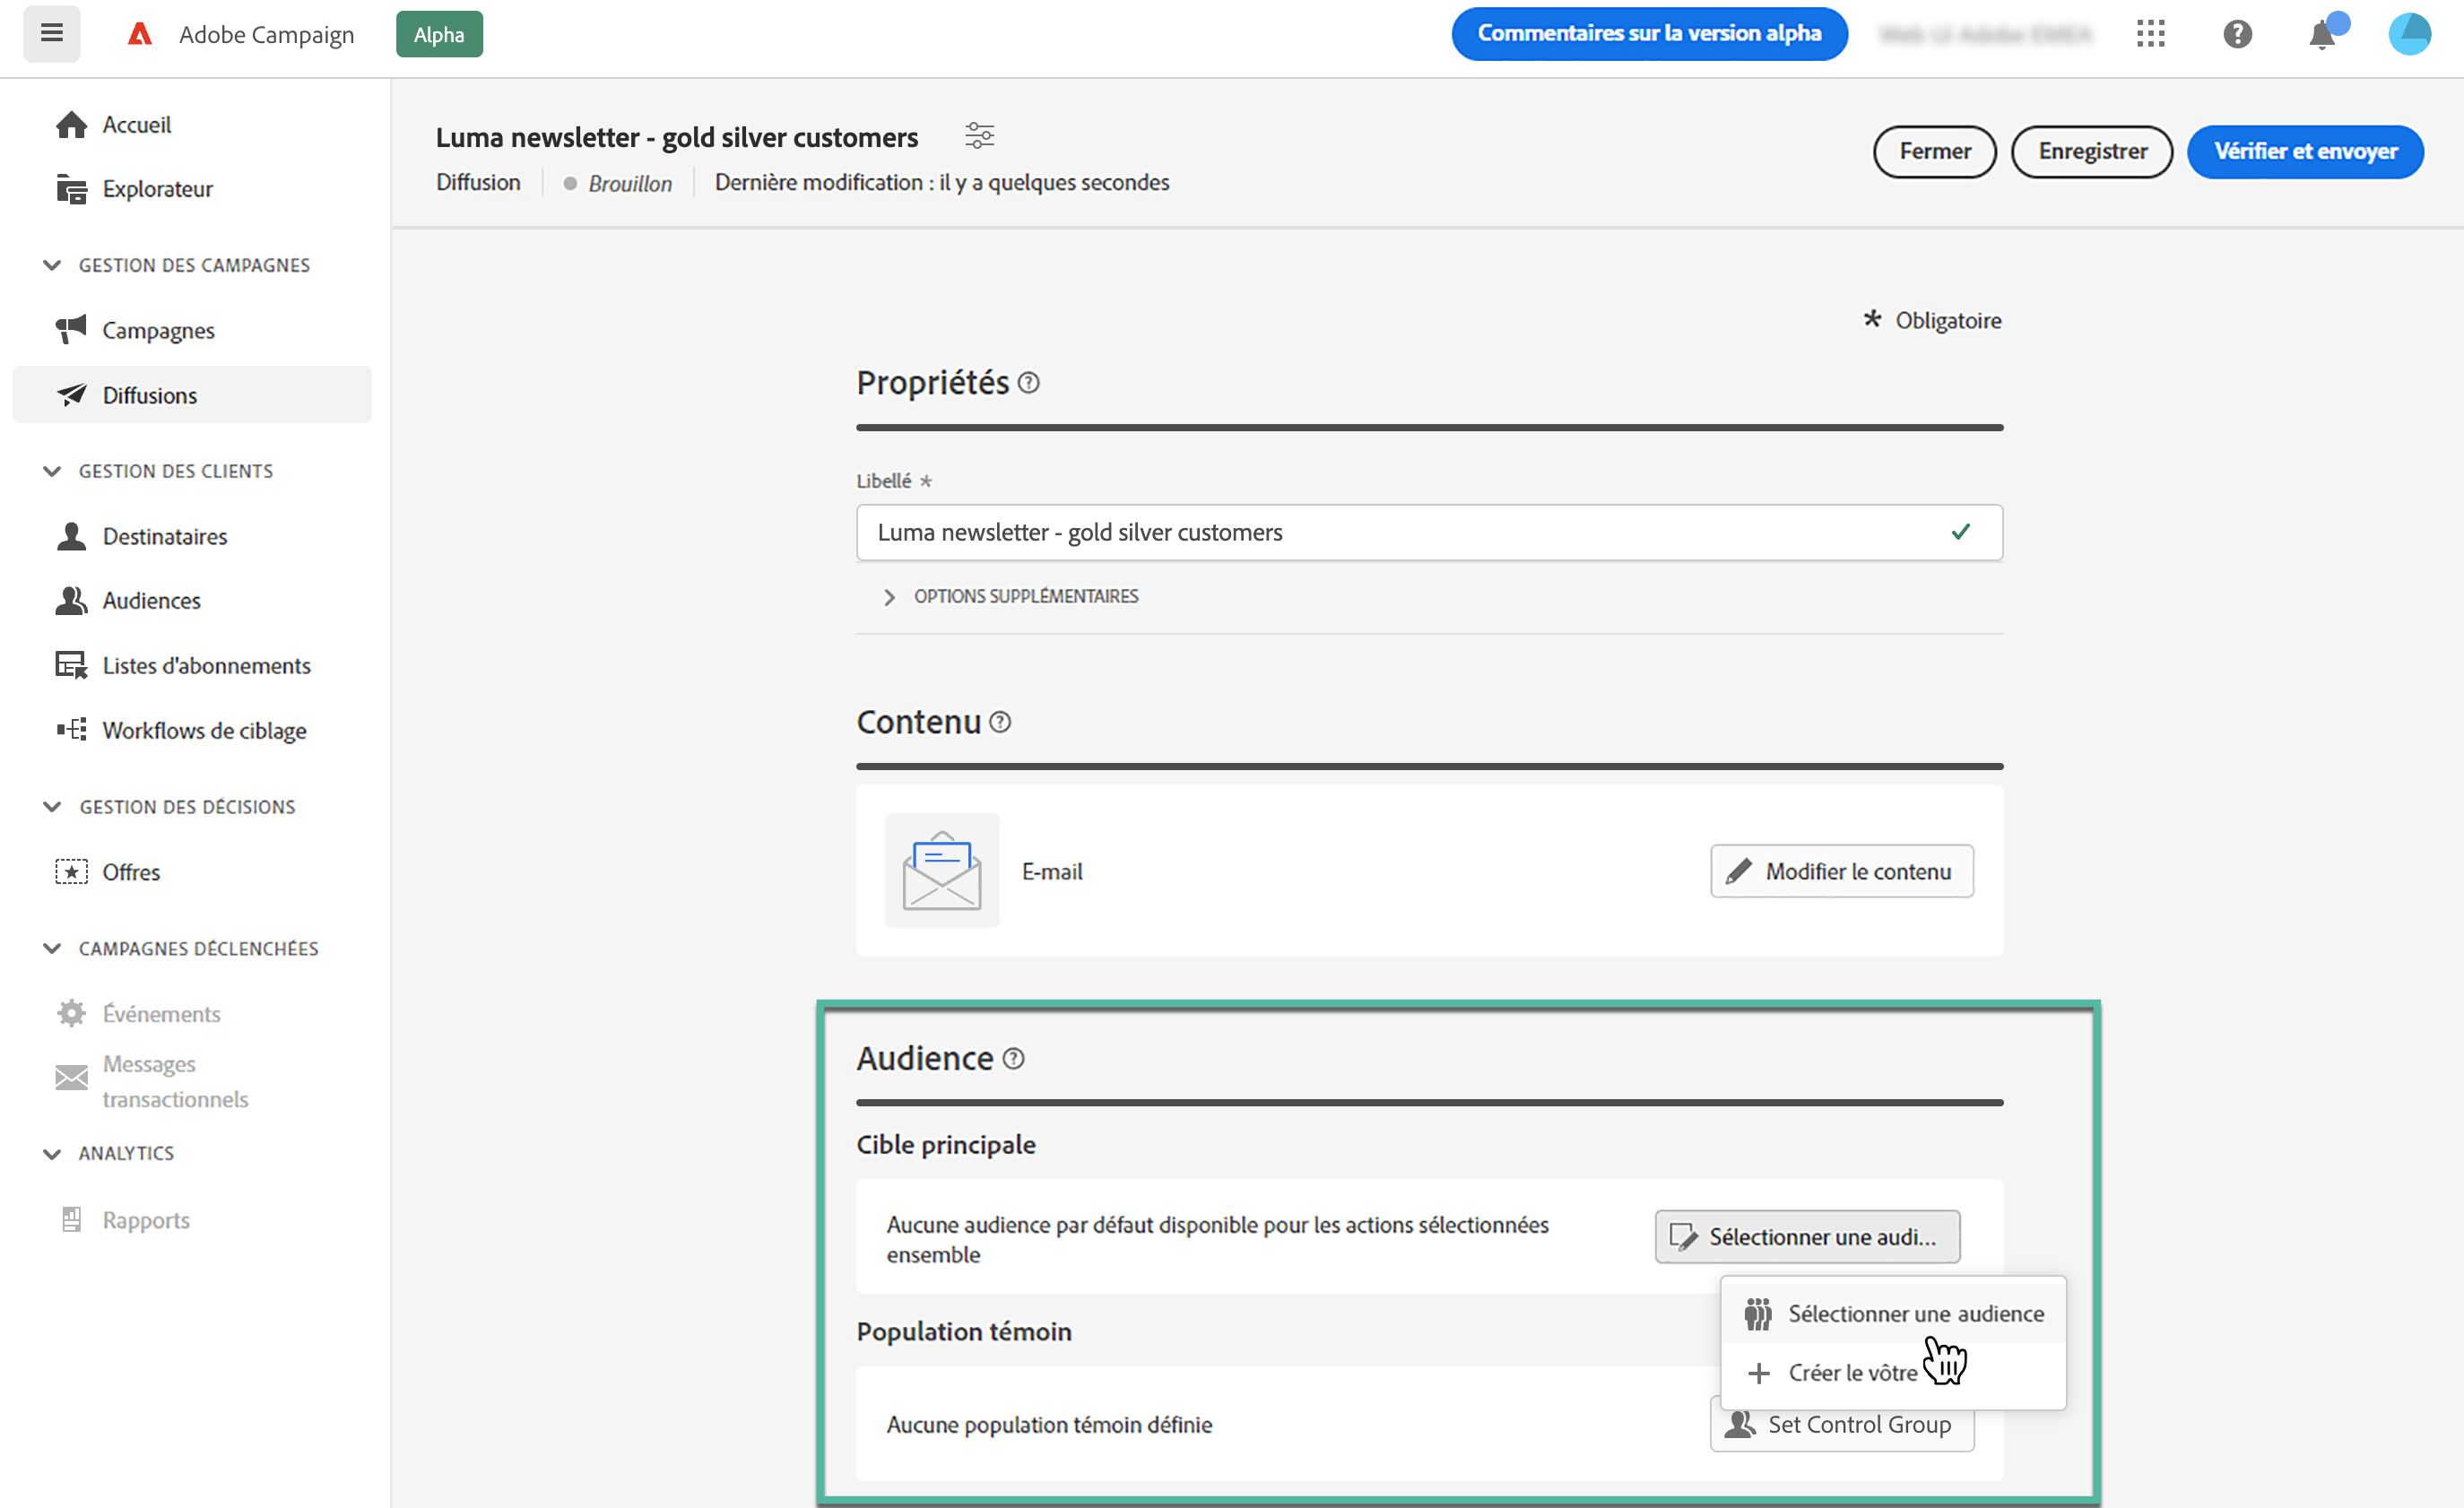 Adobe Campaign
Alpha
Commentaires sur la version alpha
Accueil
Explorateur
GESTION DES CAMPAGNES
Campagnes
Diffusions
GESTION DES CLIENTS
Destinataires
Audiences
Listes d'abonnements
Workflows de ciblage
GESTION DES DÉCISIONS
Offres
CAMPAGNES DÉCLENCHÉES
Événements
Messages
transactionnels
ANALYTICS
Rapports
Luma newsletter - gold silver customers
Diffusion
Brouillon
Dernière modification : il y a quelques secondes
Fermer
Enregistrer
Vérifier et envoyer
* Obligatoire
Propriétés
Libellé *
Luma newsletter - gold silver customers
OPTIONS SUPPLÉMENTAIRES
Contenu
E-mail
Modifier le contenu
Audience
Cible principale
Aucune audience par défaut disponible pour les actions sélectionnées
ensemble
Sélectionner une audi...
Sélectionner une audience
Créer le vôtre
Population témoin
Aucune population témoin définie
Set Control Group